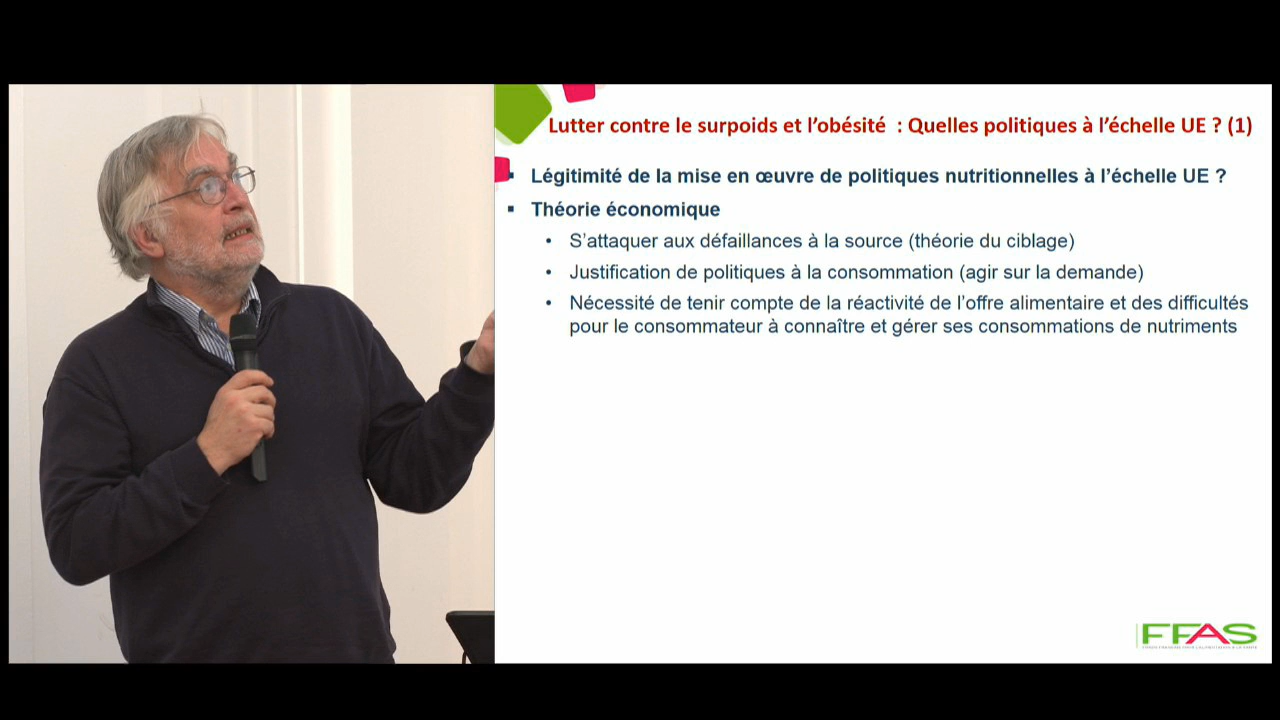 Lutter contre le surpoids et l'obésité : Quelles politiques à l'échelle UE ? (1)
Légitimité de la mise en œuvre de politiques nutritionnelles à l'échelle UE ?
Théorie économique
S'attaquer aux défaillances à la source (théorie du ciblage)
Justification de politiques à la consommation (agir sur la demande)
Nécessité de tenir compte de la réactivité de l'offre alimentaire et des difficultés
pour le consommateur à connaître et gérer ses consommations de nutriments
FFAS